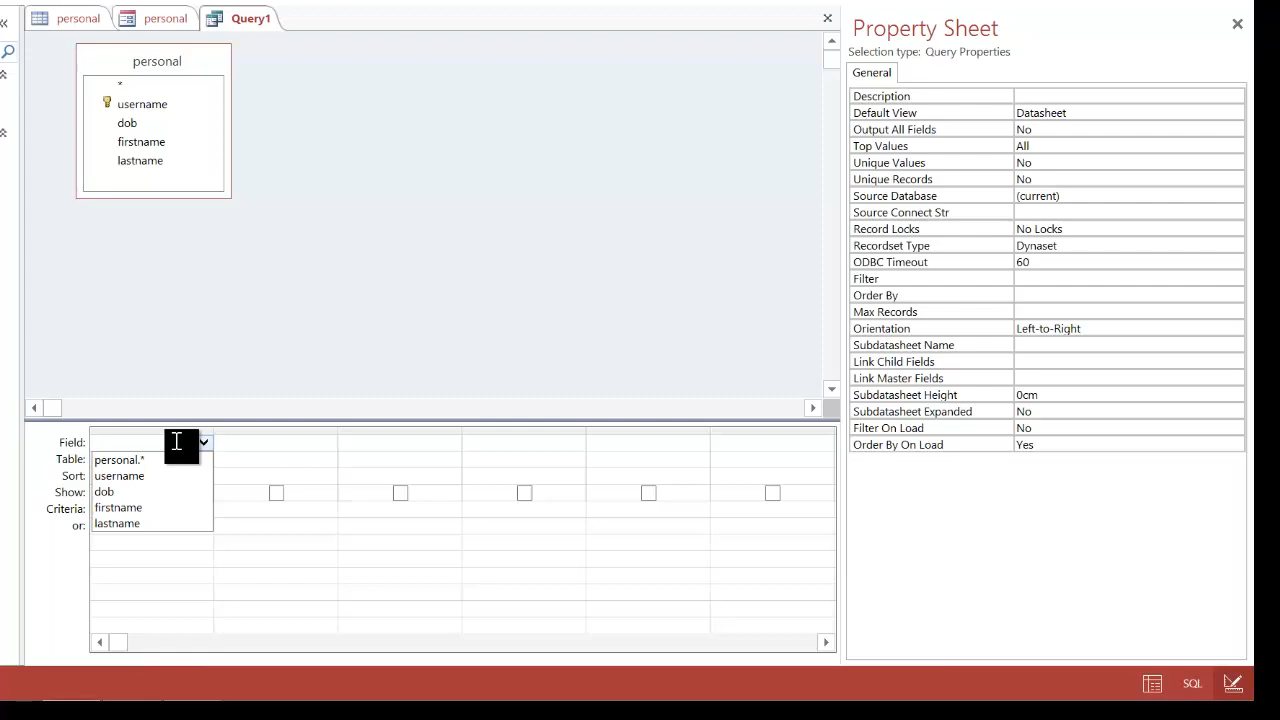 personal personal Query1
personal
*
username
dob
firstname
lastname
Field:
Table:
Sort:
Show:
Criteria:
or:
personal.*
username
dob
firstname
lastname
Property Sheet
Selection type: Query Properties
General
Description
Default View Datasheet
Output All Fields No
Top Values All
Unique Values No
Unique Records No
Source Database (current)
Source Connect Str
Record Locks No Locks
Recordset Type Dynaset
ODBC Timeout 60
Filter
Order By
Max Records
Orientation Left-to-Right
Subdatasheet Name
Link Child Fields
Link Master Fields
Subdatasheet Height 0cm
Subdatasheet Expanded No
Filter On Load No
Order By On Load Yes
SQL